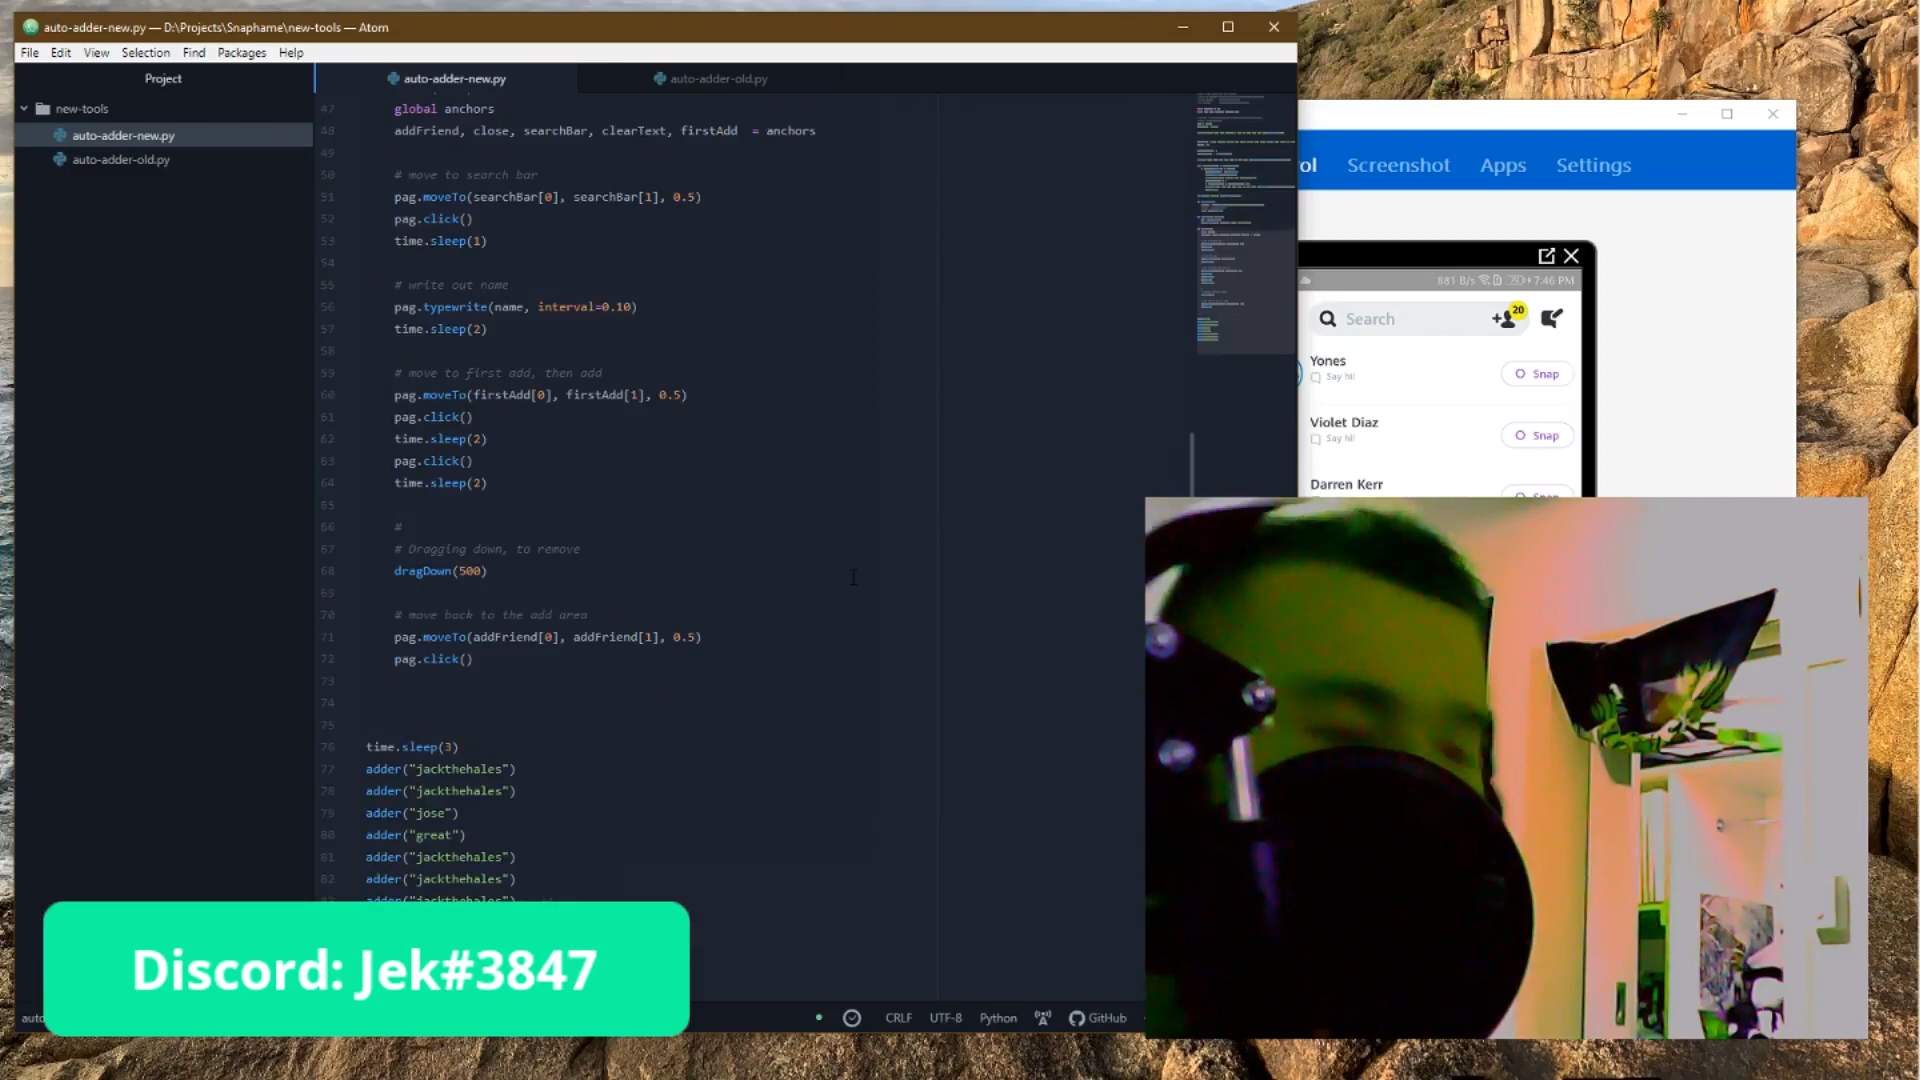 auto-adder-new.py — D:\Projects\Snaphame\new-tools — Atom
File Edit View Selection Find Packages Help
Project
new-tools
auto-adder-new.py
auto-adder-old.py
auto-adder-new.py auto-adder-old.py
47 global anchors
48 addFriend, close, searchBar, clearText, firstAdd  = anchors
49
50 # move to search bar
51 pag.moveTo(searchBar[0], searchBar[1], 0.5)
52 pag.click()
53 time.sleep(1)
54
55 # write out name
56 pag.typewrite(name, interval=0.10)
57 time.sleep(2)
58
59 # move to first add, then add
60 pag.moveTo(firstAdd[0], firstAdd[1], 0.5)
61 pag.click()
62 time.sleep(2)
63 pag.click()
64 time.sleep(2)
65
66 #
67 # Dragging down, to remove
68 dragDown(500)
69
70 # move back to the add area
71 pag.moveTo(addFriend[0], addFriend[1], 0.5)
72 pag.click()
73
74
75
76 time.sleep(3)
77 adder("jackthehales")
78 adder("jackthehales")
79 adder("jose")
80 adder("great")
81 adder("jackthehales")
82 adder("jackthehales")
adder("jackthehales")
CRLF UTF-8 Python GitHub
Screenshot Apps Settings
881 B/s 7:46 PM
Search 20
Yones
Say hi! Snap
Violet Diaz
Say hi! Snap
Darren Kerr
Snap
Discord: Jek#3847